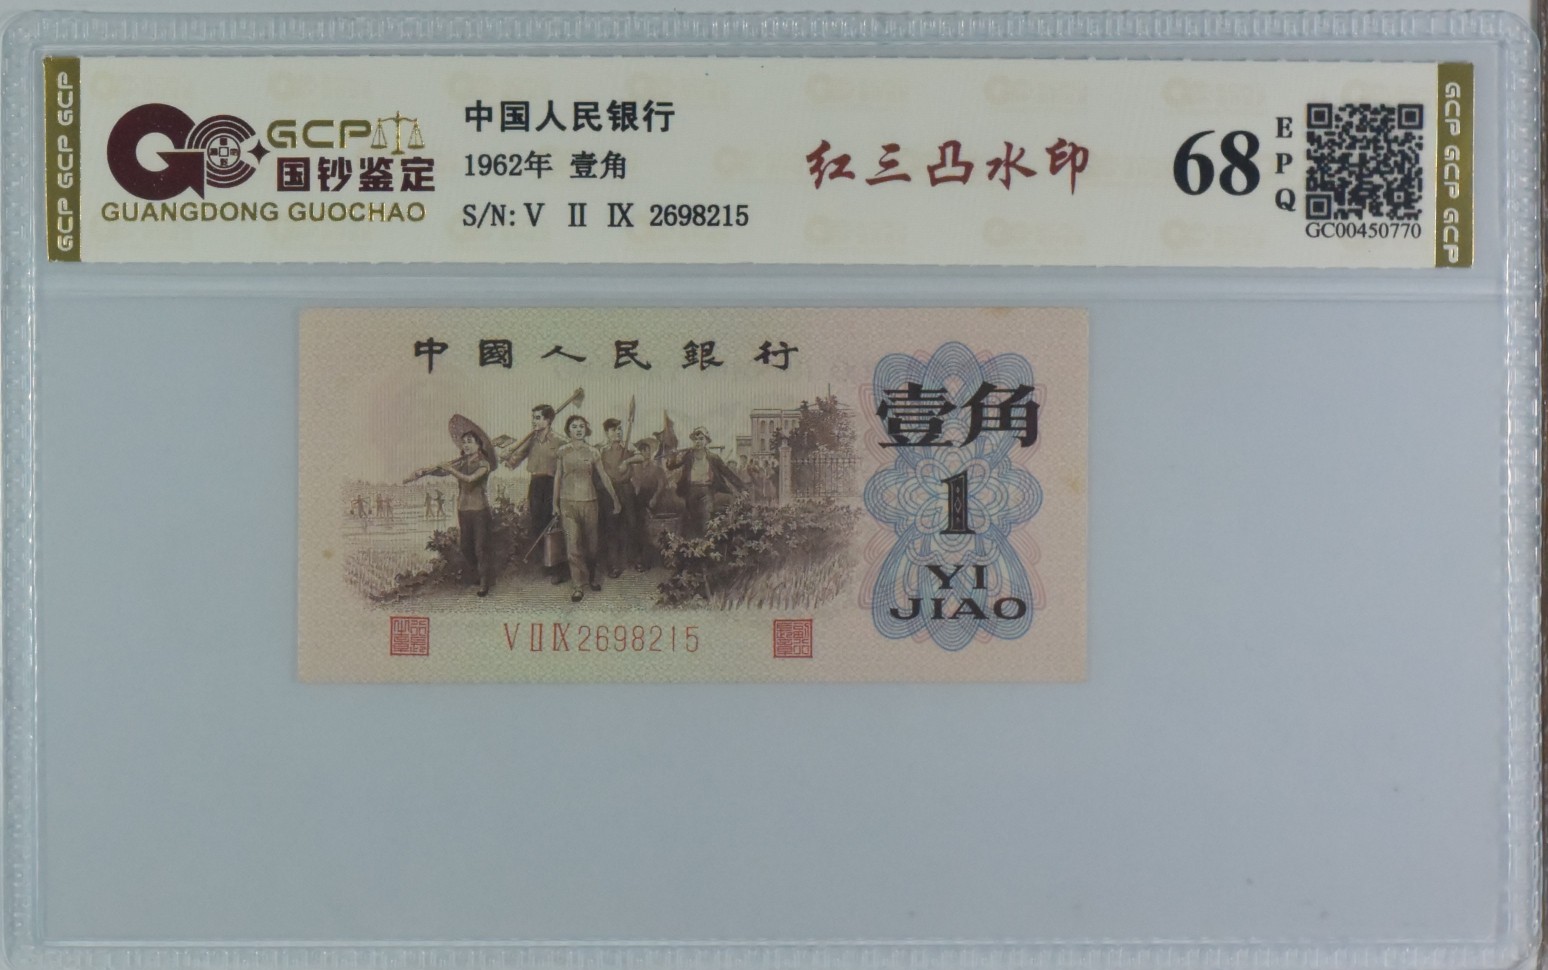 GCP
国钞鉴定
GUANGDONG GUOCHAO
中国人民银行
1962年 壹角
S/N: V II IX 2698215
红三凸水印
68
EPQ
GC00450770
GCP GCP GCP
GCP GCP GCP
中國人民銀行
壹角
1
YI
JIAO
V II IX 2698215